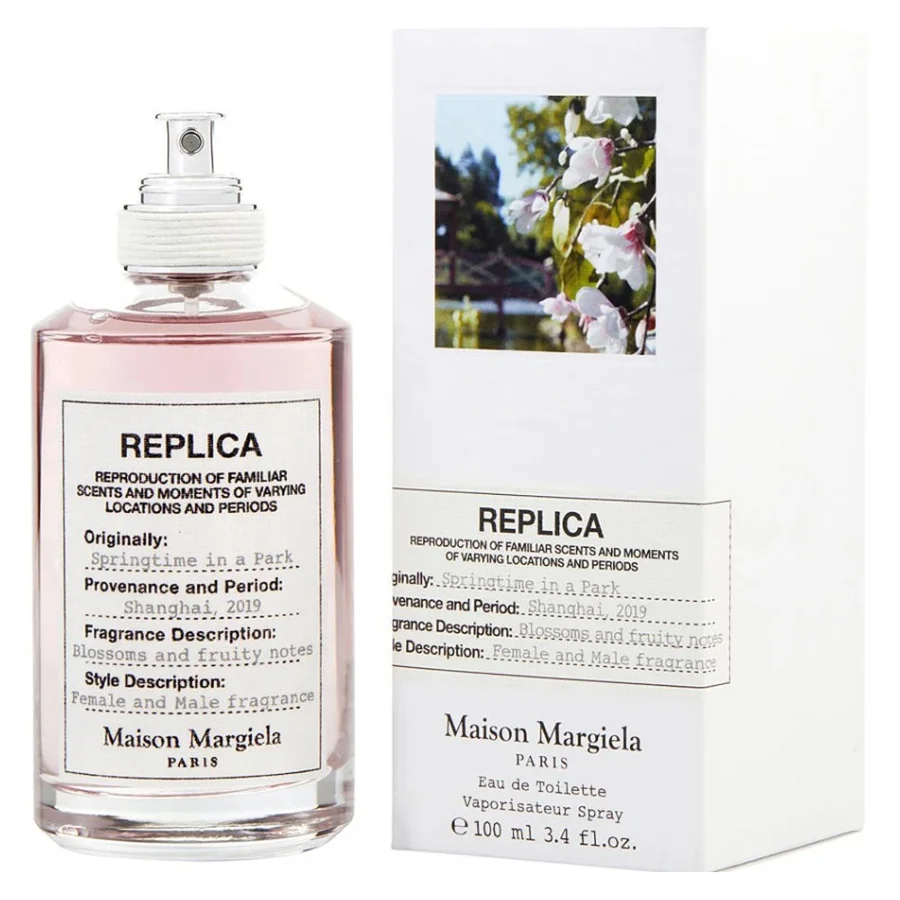 REPLICA
REPRODUCTION OF FAMILIAR
SCENTS AND MOMENTS OF VARYING
LOCATIONS AND PERIODS
Originally:
Springtime in a Park
Provenance and Period:
Shanghai, 2019
Fragrance Description:
Blossoms and fruity notes
Style Description:
Female and Male fragrance
Maison Margiela
PARIS
REPLICA
REPRODUCTION OF FAMILIAR SCENTS AND MOMENTS
OF VARYING LOCATIONS AND PERIODS
ginally: Springtime in a Park
venance and Period: Shanghai, 2019
grance Description: Blossoms and fruity notes
le Description: Female and Male fragrance
Maison Margiela
PARIS
Eau de Toilette
Vaporisateur Spray
℮ 100 ml 3.4 fl.oz.